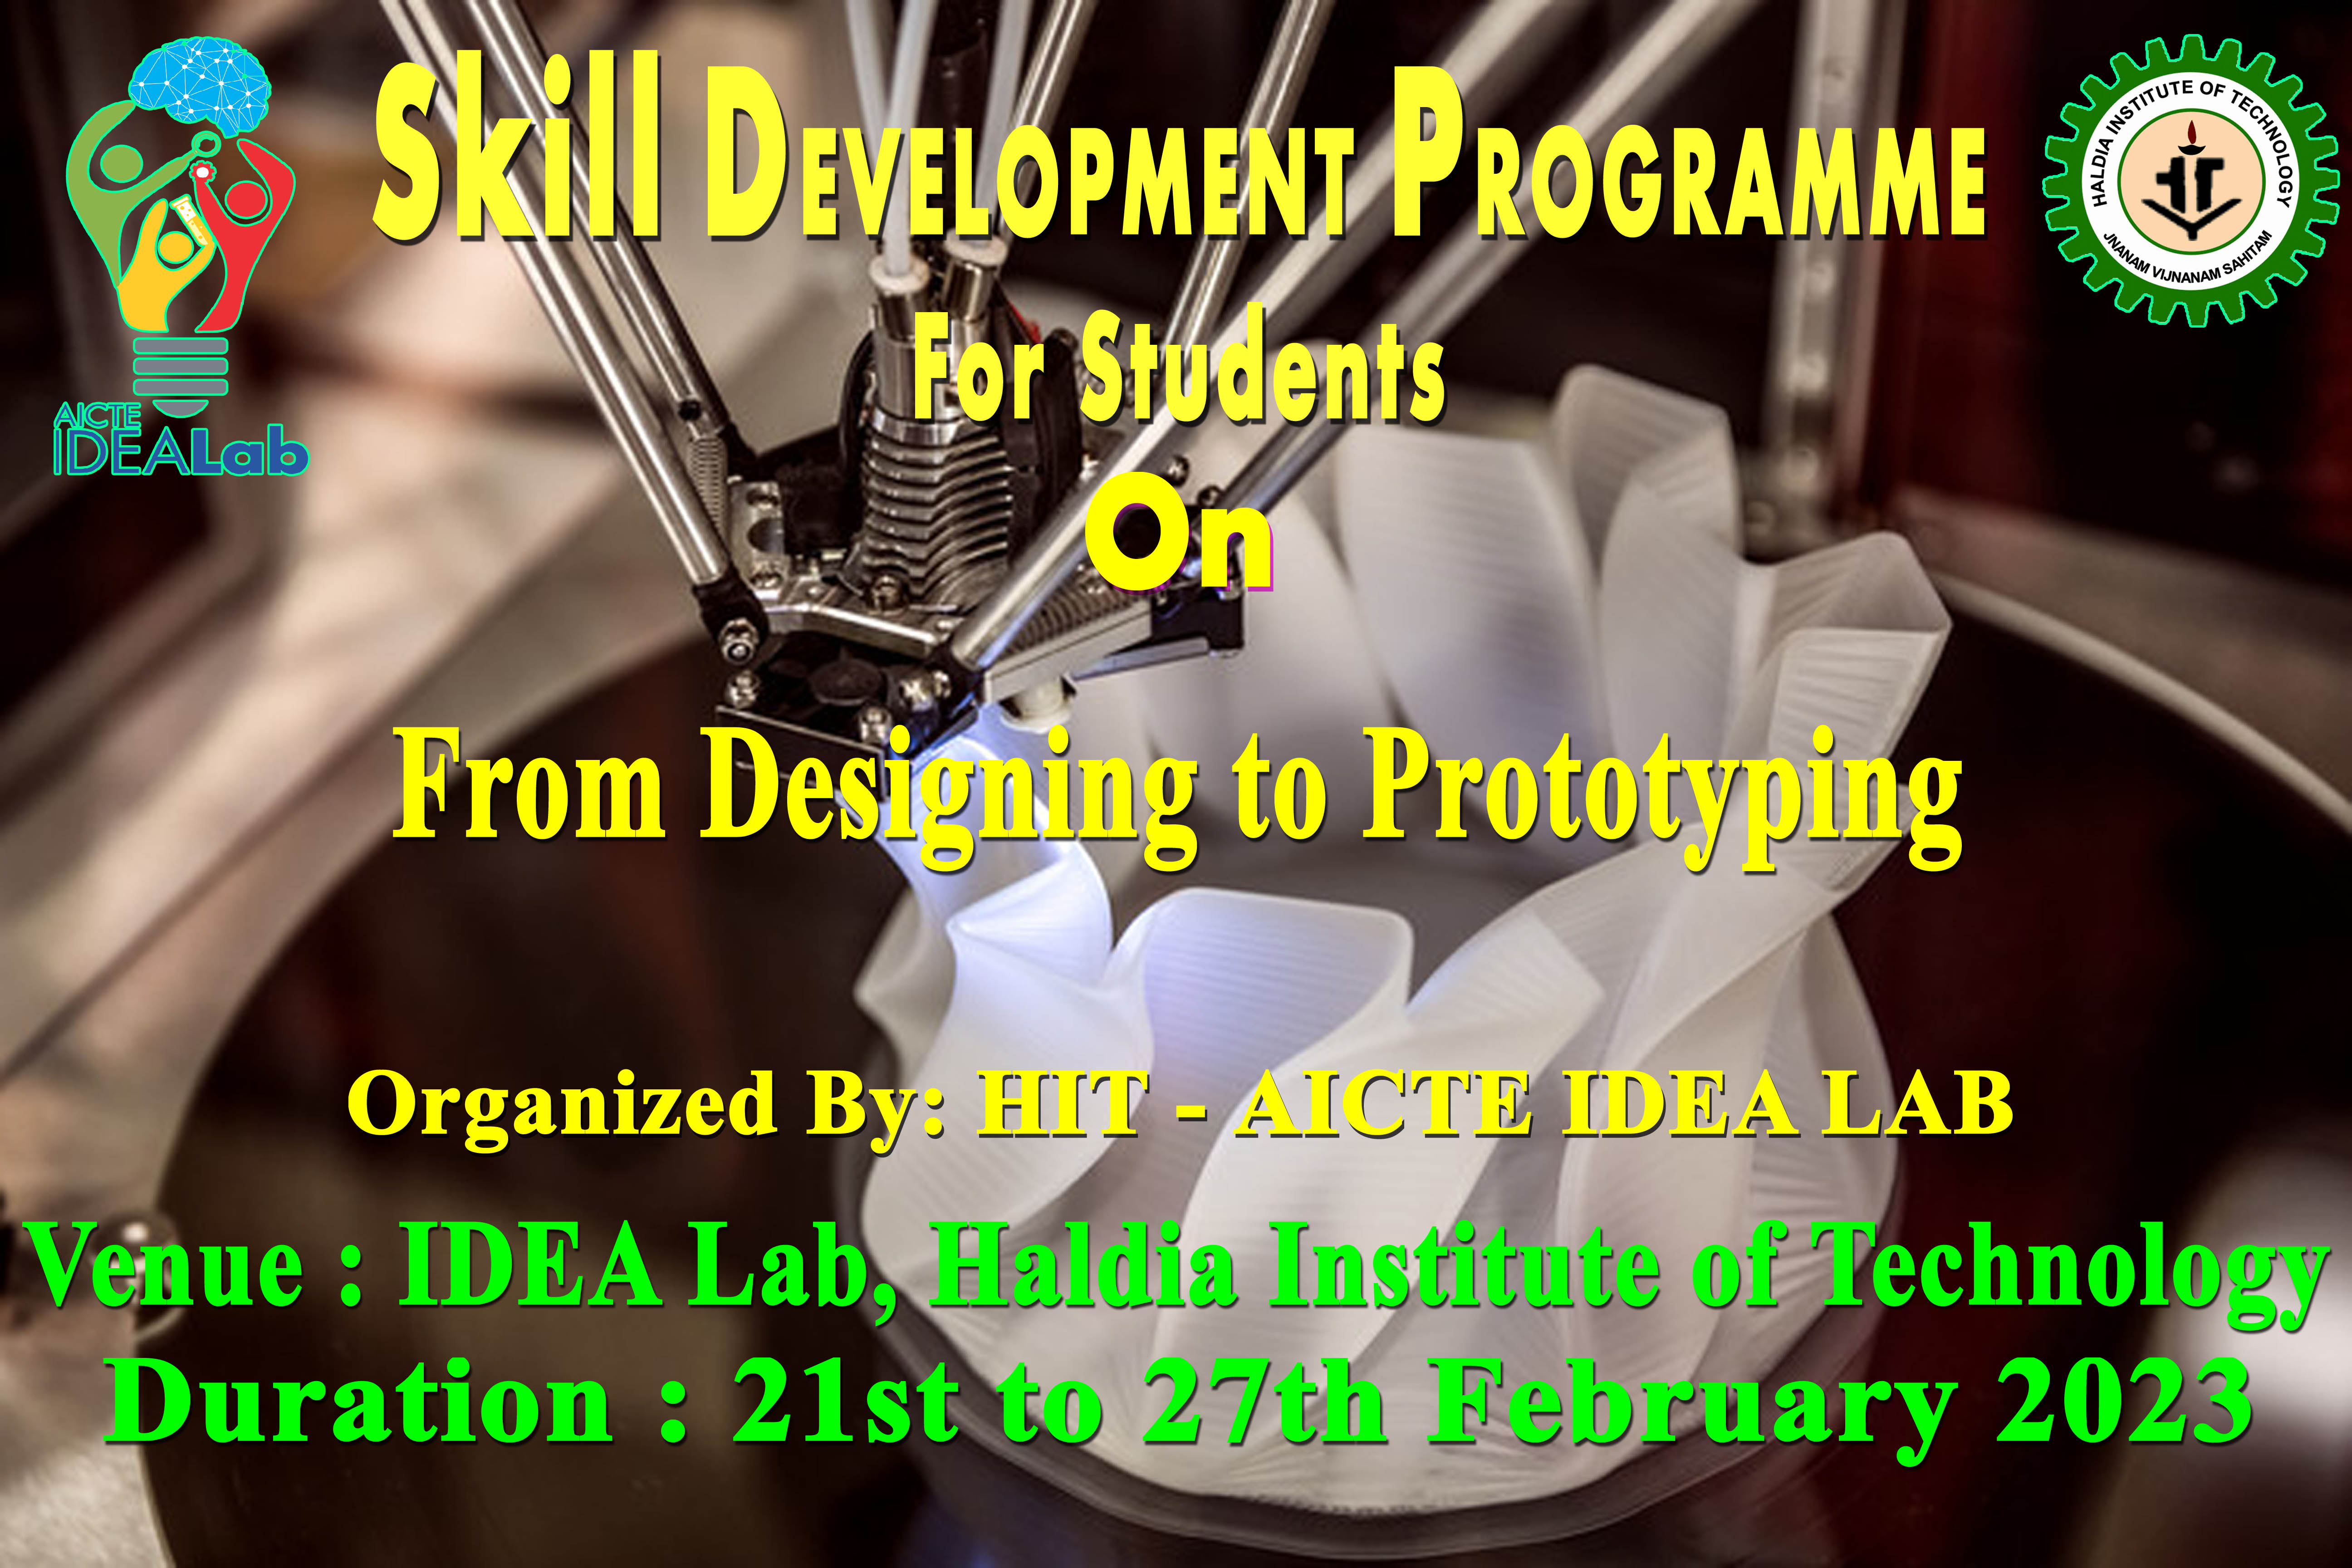 Skill DEVELOPMENT PROGRAMME
For Students
On
From Designing to Prototyping
Organized By: HIT - AICTE IDEA LAB
Venue : IDEA Lab, Haldia Institute of Technology
Duration : 21st to 27th February 2023
AICTE
IDEALab
HALDIA INSTITUTE OF TECHNOLOGY
JNANAM VIJNANAM SAHITAM